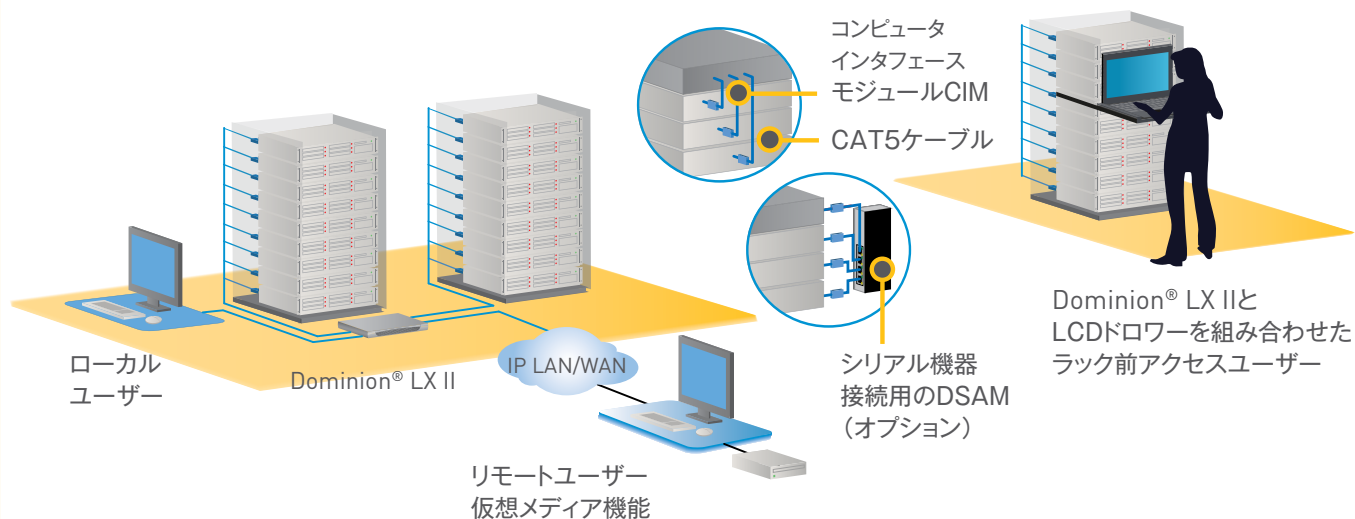 コンピュータ
インタフェース
モジュールCIM
CAT5ケーブル
ローカル
ユーザー
Dominion® LX II
IP LAN/WAN
リモートユーザー
仮想メディア機能
シリアル機器
接続用のDSAM
（オプション）
Dominion® LX IIと
LCDドロワーを組み合わせた
ラック前アクセスユーザー